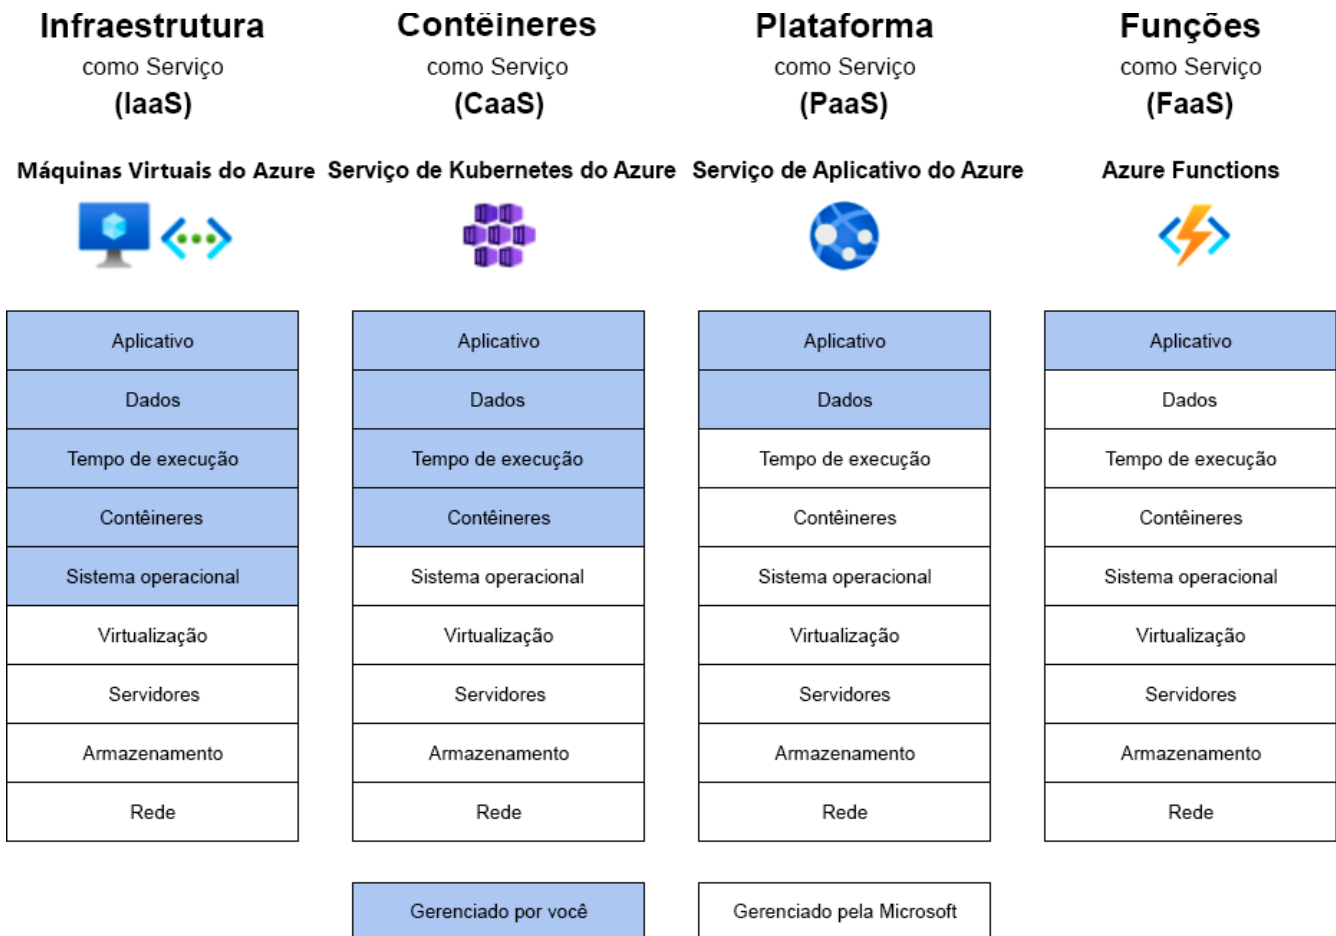 Infraestrutura
como Serviço
(IaaS)
Contêineres
como Serviço
(CaaS)
Plataforma
como Serviço
(PaaS)
Funções
como Serviço
(FaaS)
Máquinas Virtuais do Azure
Serviço de Kubernetes do Azure
Serviço de Aplicativo do Azure
Azure Functions
Aplicativo
Dados
Tempo de execução
Contêineres
Sistema operacional
Virtualização
Servidores
Armazenamento
Rede
Aplicativo
Dados
Tempo de execução
Contêineres
Sistema operacional
Virtualização
Servidores
Armazenamento
Rede
Aplicativo
Dados
Tempo de execução
Contêineres
Sistema operacional
Virtualização
Servidores
Armazenamento
Rede
Aplicativo
Dados
Tempo de execução
Contêineres
Sistema operacional
Virtualização
Servidores
Armazenamento
Rede
Gerenciado por você
Gerenciado pela Microsoft